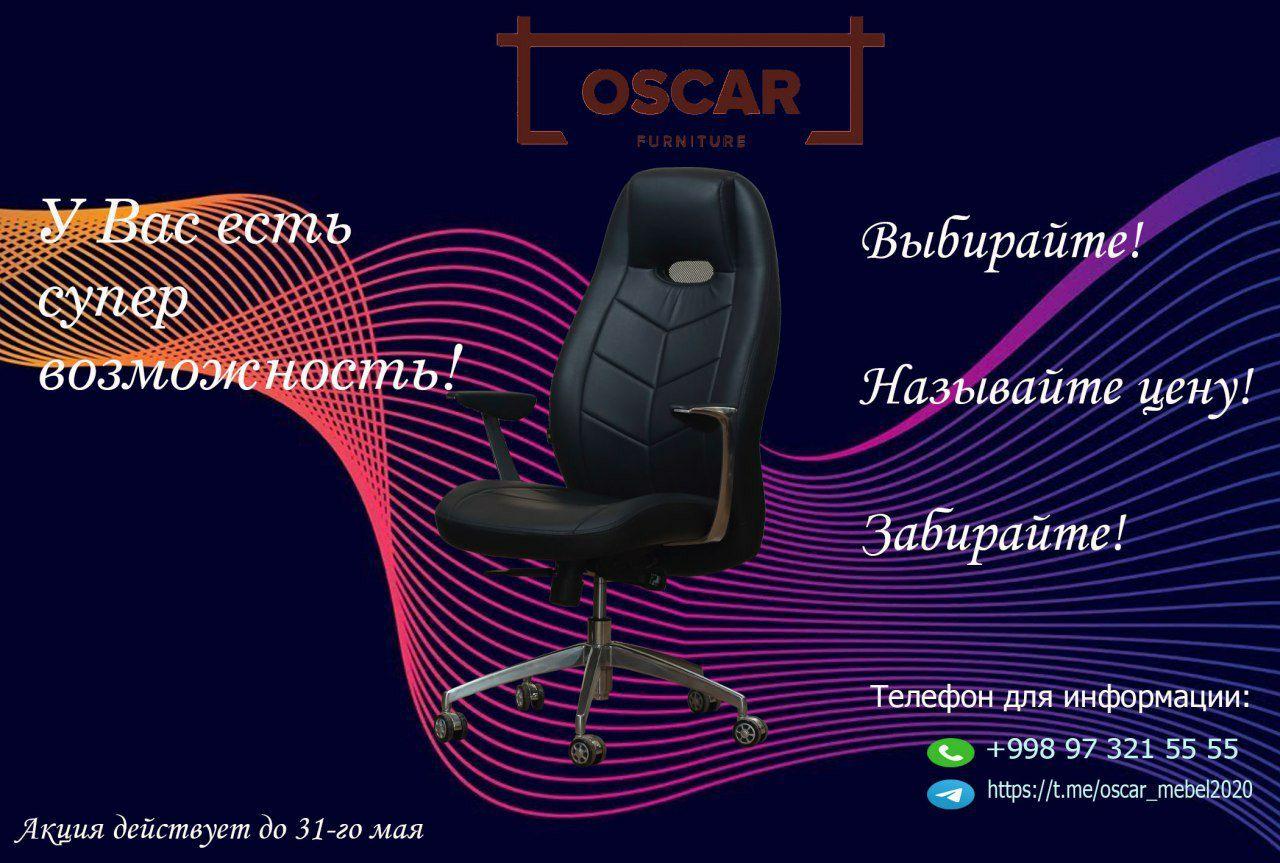 OSCAR
FURNITURE
У Вас есть
супер
возможность!
Выбирайте!
Называйте цену!
Забирайте!
Телефон для информации:
+998 97 321 55 55
https://t.me/oscar_mebel2020
Акция действует до 31-го мая